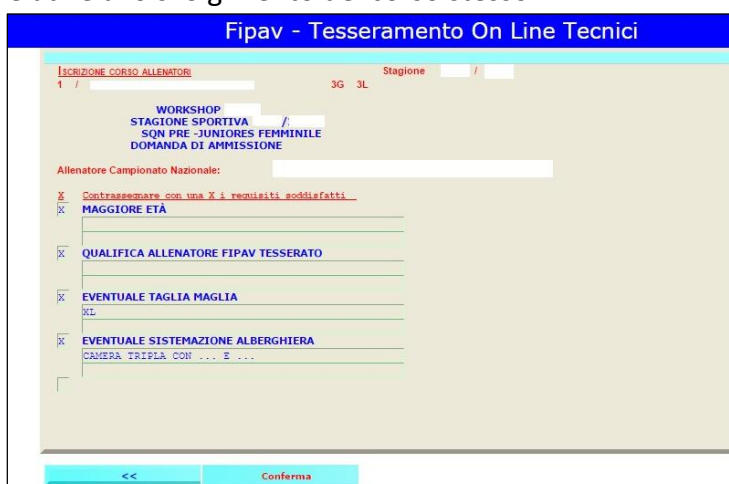 Fipav - Tesseramento On Line Tecnici
ISCRIZIONE CORSO ALLENATORI Stagione /
1 / 3G 3L
WORKSHOP
STAGIONE SPORTIVA /
SQN PRE -JUNIORES FEMMINILE
DOMANDA DI AMMISSIONE
Allenatore Campionato Nazionale:
X Contrassegnare con una X i requisiti soddisfatti
X MAGGIORE ETÀ
X QUALIFICA ALLENATORE FIPAV TESSERATO
X EVENTUALE TAGLIA MAGLIA
XL
X EVENTUALE SISTEMAZIONE ALBERGHIERA
CAMERA TRIPLA CON ... E ...
<< Conferma